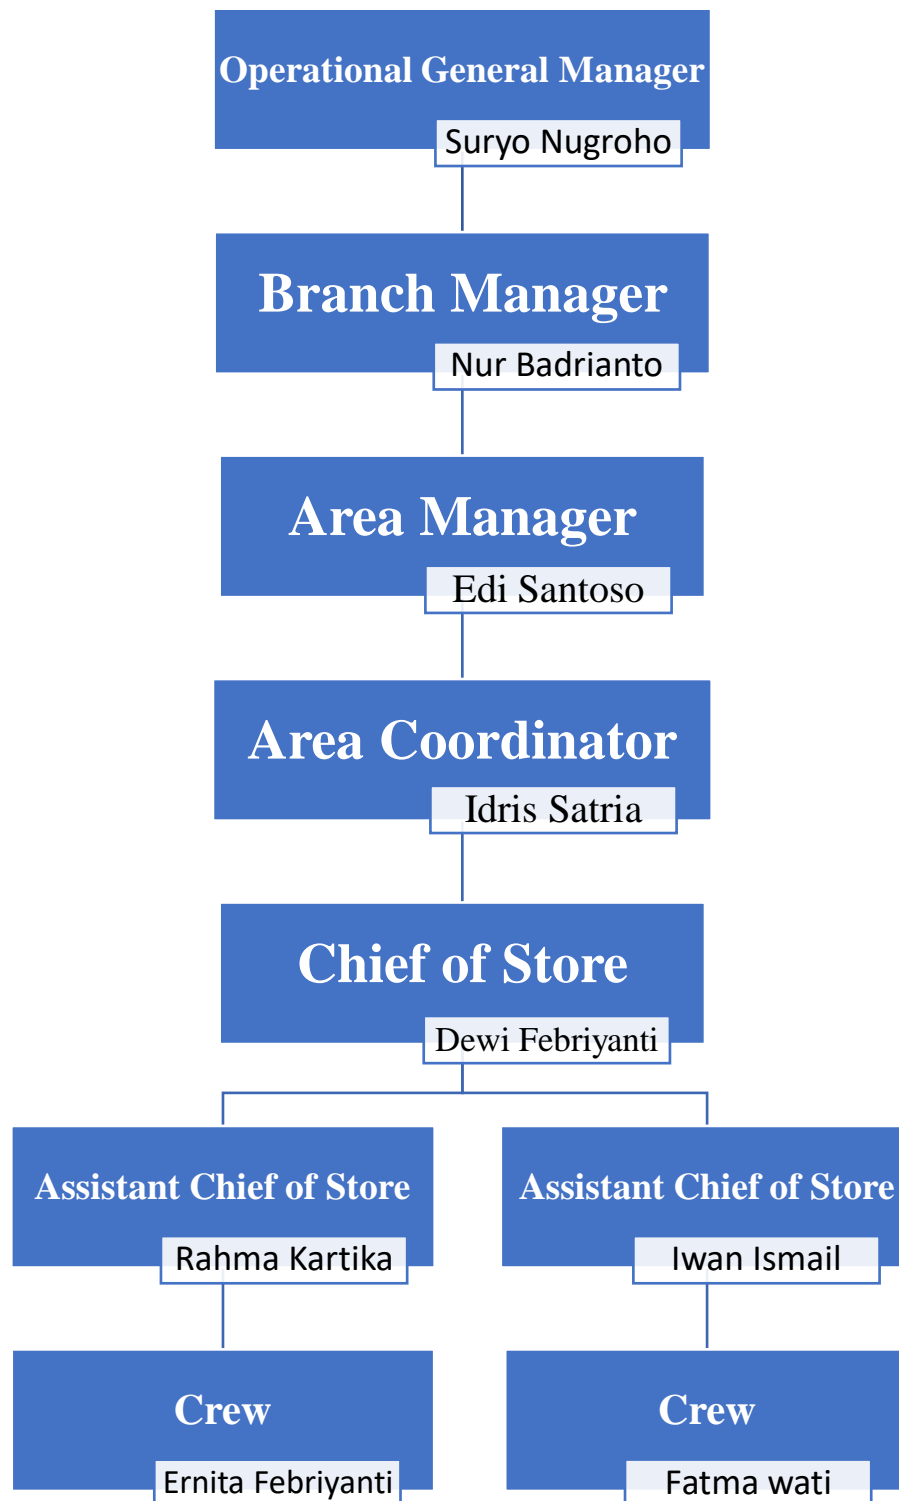 Operational General Manager
Suryo Nugroho
Branch Manager
Nur Badrianto
Area Manager
Edi Santoso
Area Coordinator
Idris Satria
Chief of Store
Dewi Febriyanti
Assistant Chief of Store
Rahma Kartika
Assistant Chief of Store
Iwan Ismail
Crew
Ernita Febriyanti
Crew
Fatma wati